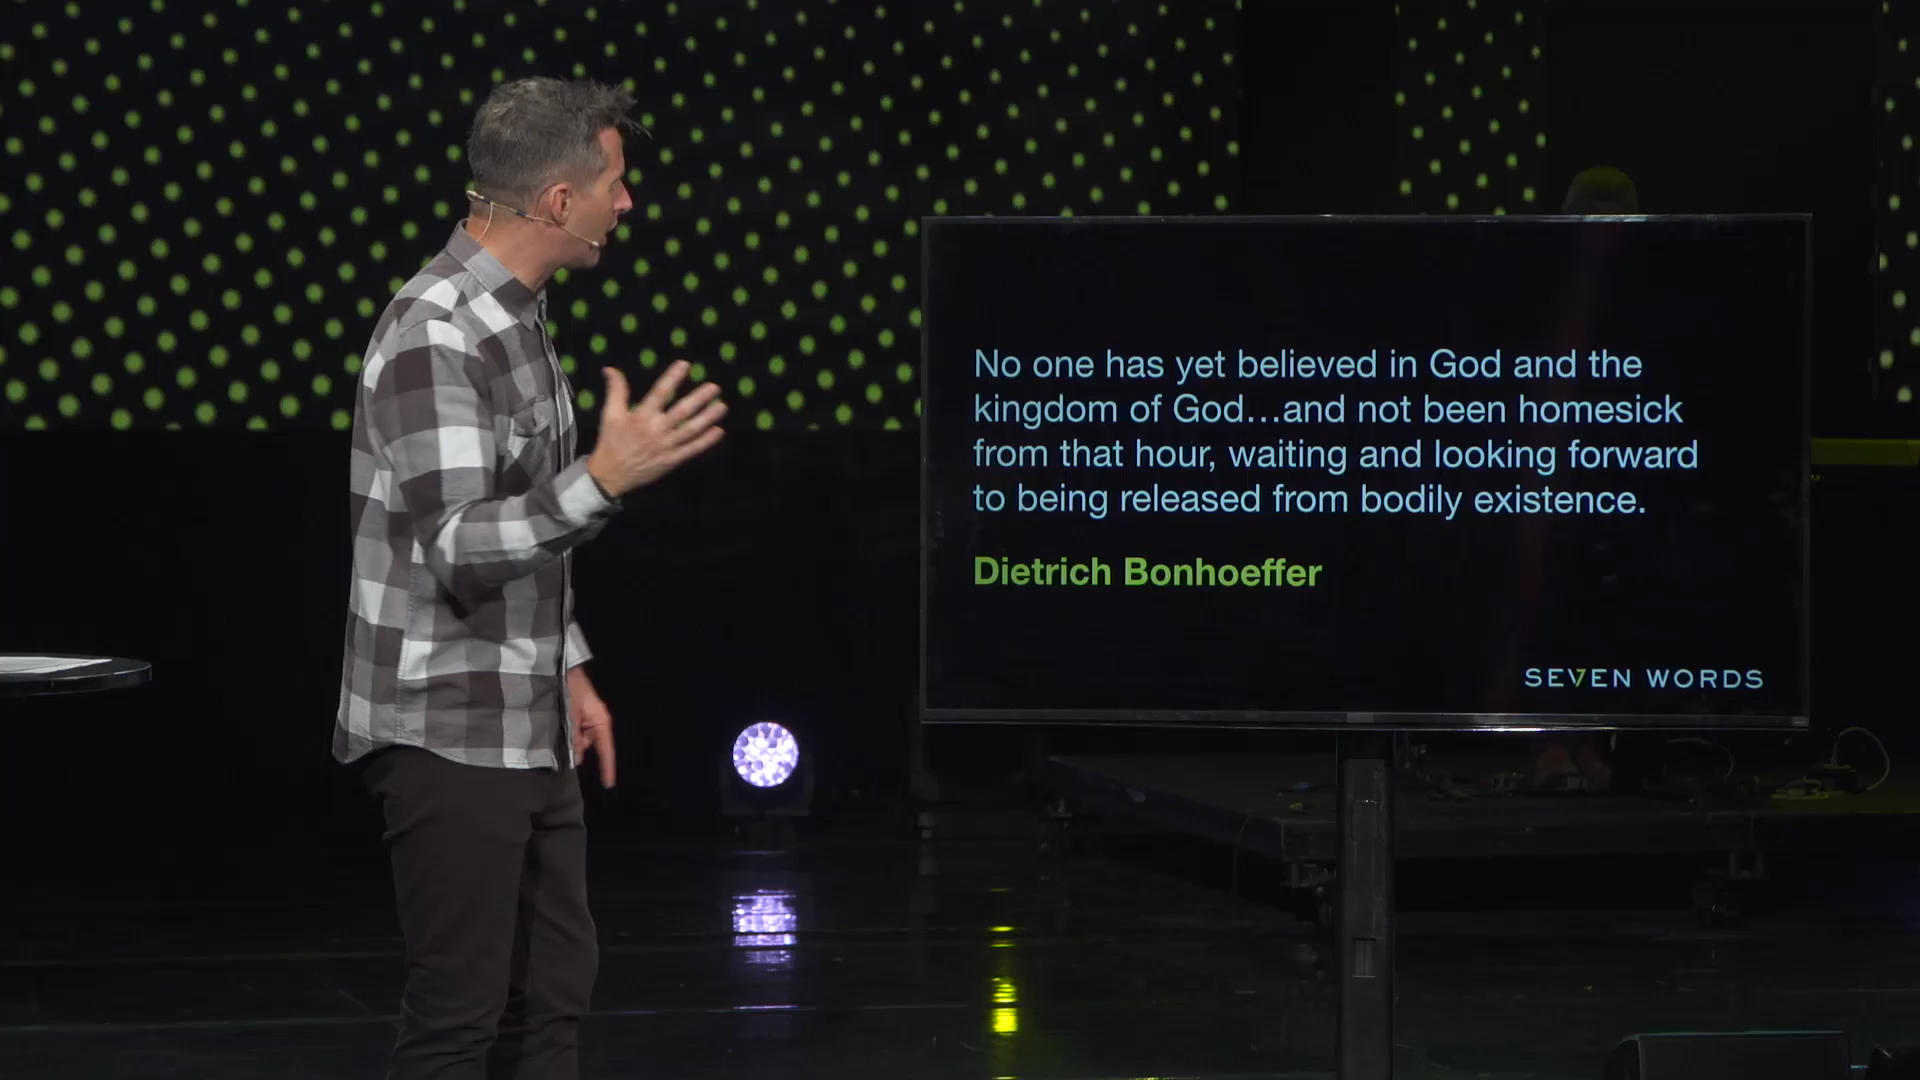 No one has yet believed in God and the
kingdom of God…and not been homesick
from that hour, waiting and looking forward
to being released from bodily existence.
Dietrich Bonhoeffer
SEVEN WORDS